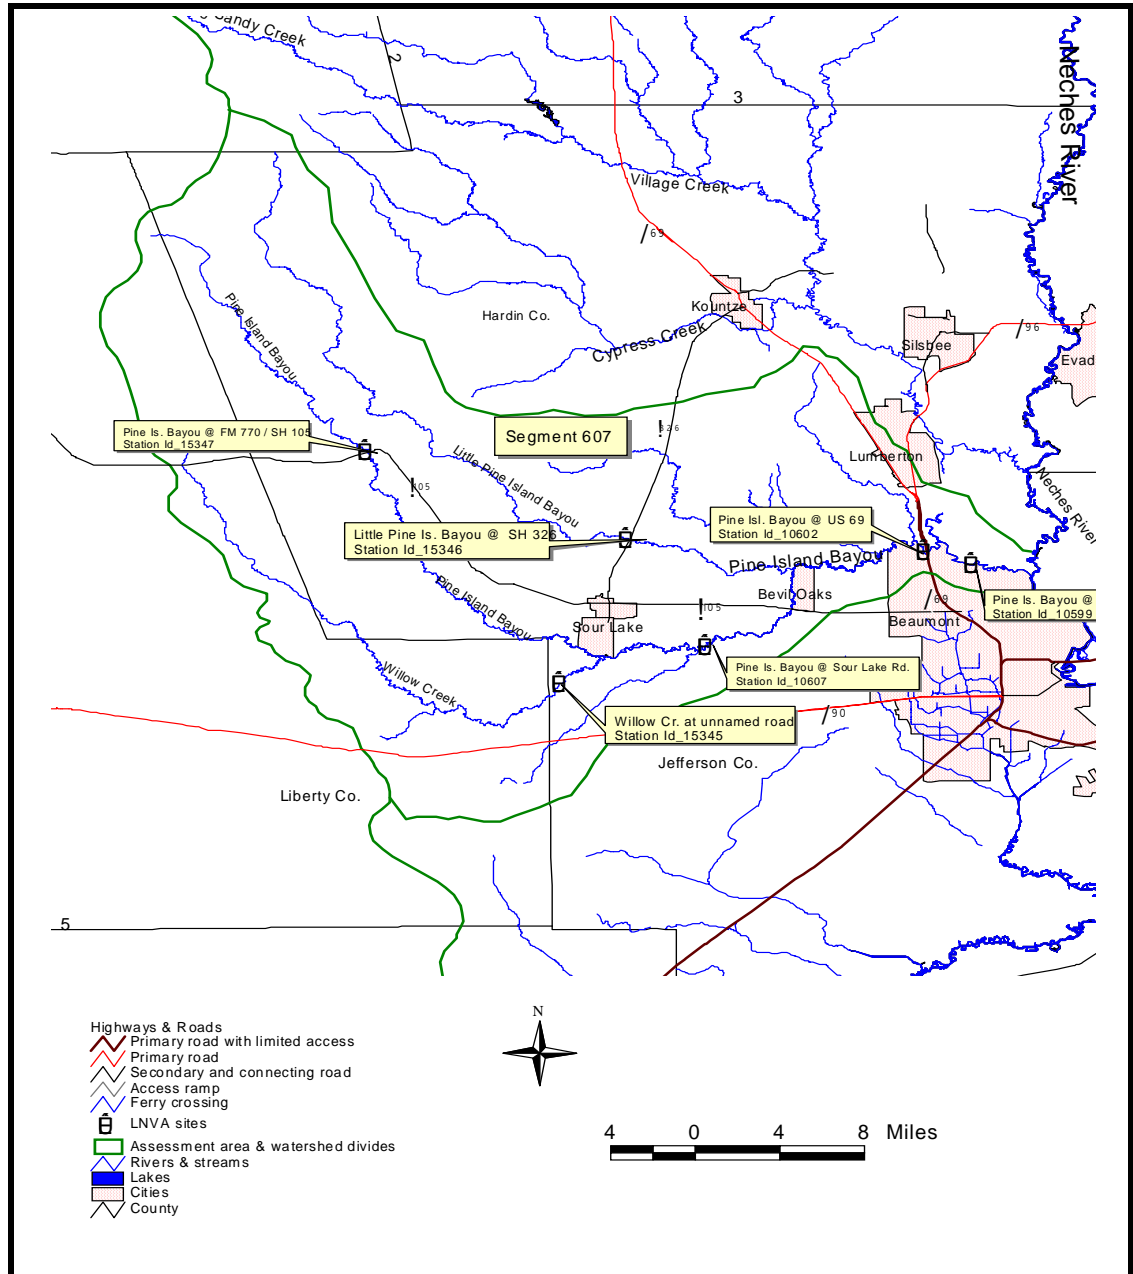 Sandy Creek
2
3
Neches River
Village Creek
69
Pine Island Bayou
Hardin Co.
Kountze
Cypress Creek
Silsbee
96
Evad
Pine Is. Bayou @ FM 770 / SH 105
Station Id_15347
Segment 607
326
Little Pine Island Bayou
Lumberton
105
Neches River
Little Pine Is. Bayou @ SH 326
Station Id_15346
Pine Isl. Bayou @ US 69
Station Id_10602
Pine Island Bayou
Pine Island Bayou
Bevil Oaks
105
69
Pine Is. Bayou @
Station Id_10599
Sour Lake
Beaumont
Willow Creek
Pine Is. Bayou @ Sour Lake Rd.
Station Id_10607
Willow Cr. at unnamed road
Station Id_15345
90
Jefferson Co.
Liberty Co.
5
N
Highways & Roads
Primary road with limited access
Primary road
Secondary and connecting road
Access ramp
Ferry crossing
LNVA sites
Assessment area & watershed divides
Rivers & streams
Lakes
Cities
County
4 0 4 8 Miles